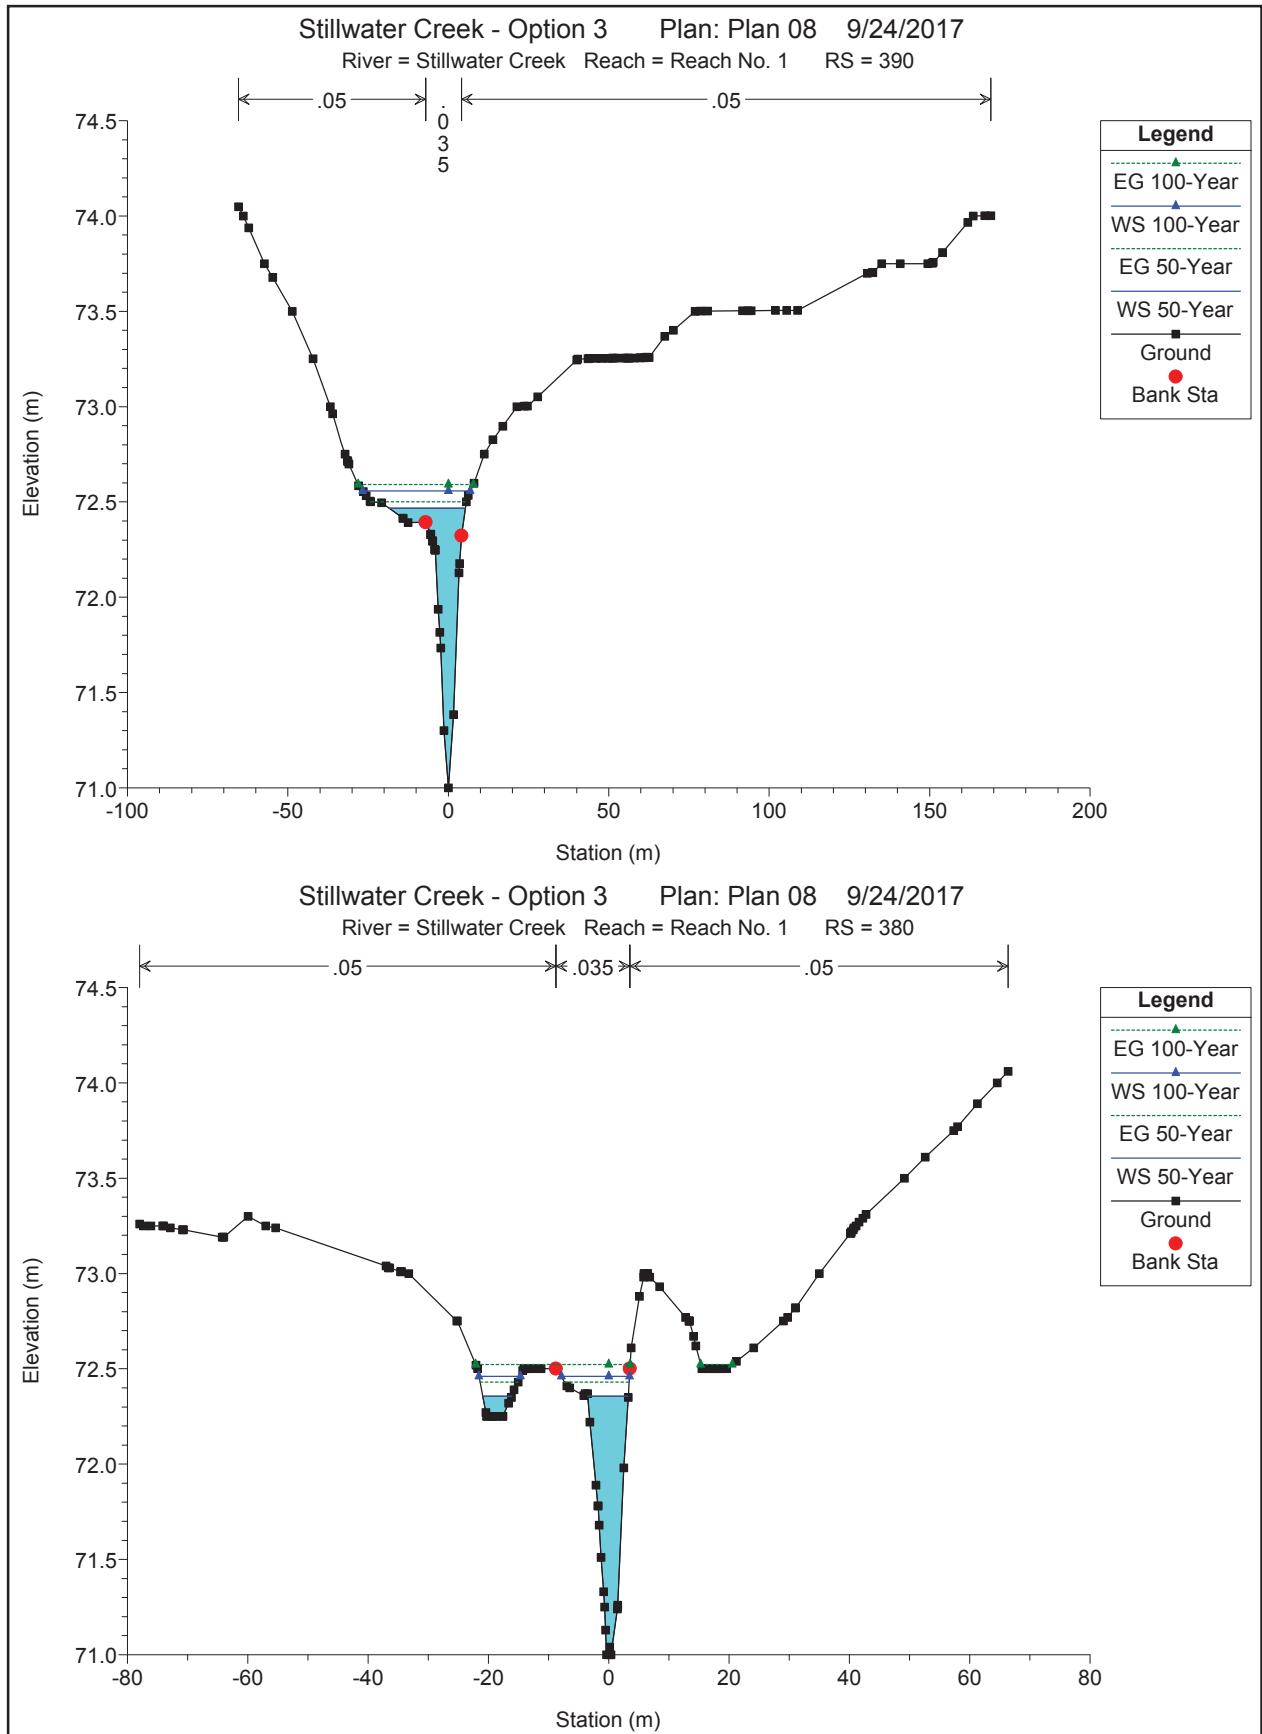 Stillwater Creek - Option 3 Plan: Plan 08 9/24/2017
River = Stillwater Creek Reach = Reach No. 1 RS = 390
.05
.035
.05
74.5
74.0
73.5
73.0
72.5
72.0
71.5
71.0
Elevation (m)
-100
-50
0
50
100
150
200
Station (m)
Legend
EG 100-Year
WS 100-Year
EG 50-Year
WS 50-Year
Ground
Bank Sta
Stillwater Creek - Option 3 Plan: Plan 08 9/24/2017
River = Stillwater Creek Reach = Reach No. 1 RS = 380
.05
.035
.05
74.5
74.0
73.5
73.0
72.5
72.0
71.5
71.0
Elevation (m)
-80
-60
-40
-20
0
20
40
60
80
Station (m)
Legend
EG 100-Year
WS 100-Year
EG 50-Year
WS 50-Year
Ground
Bank Sta